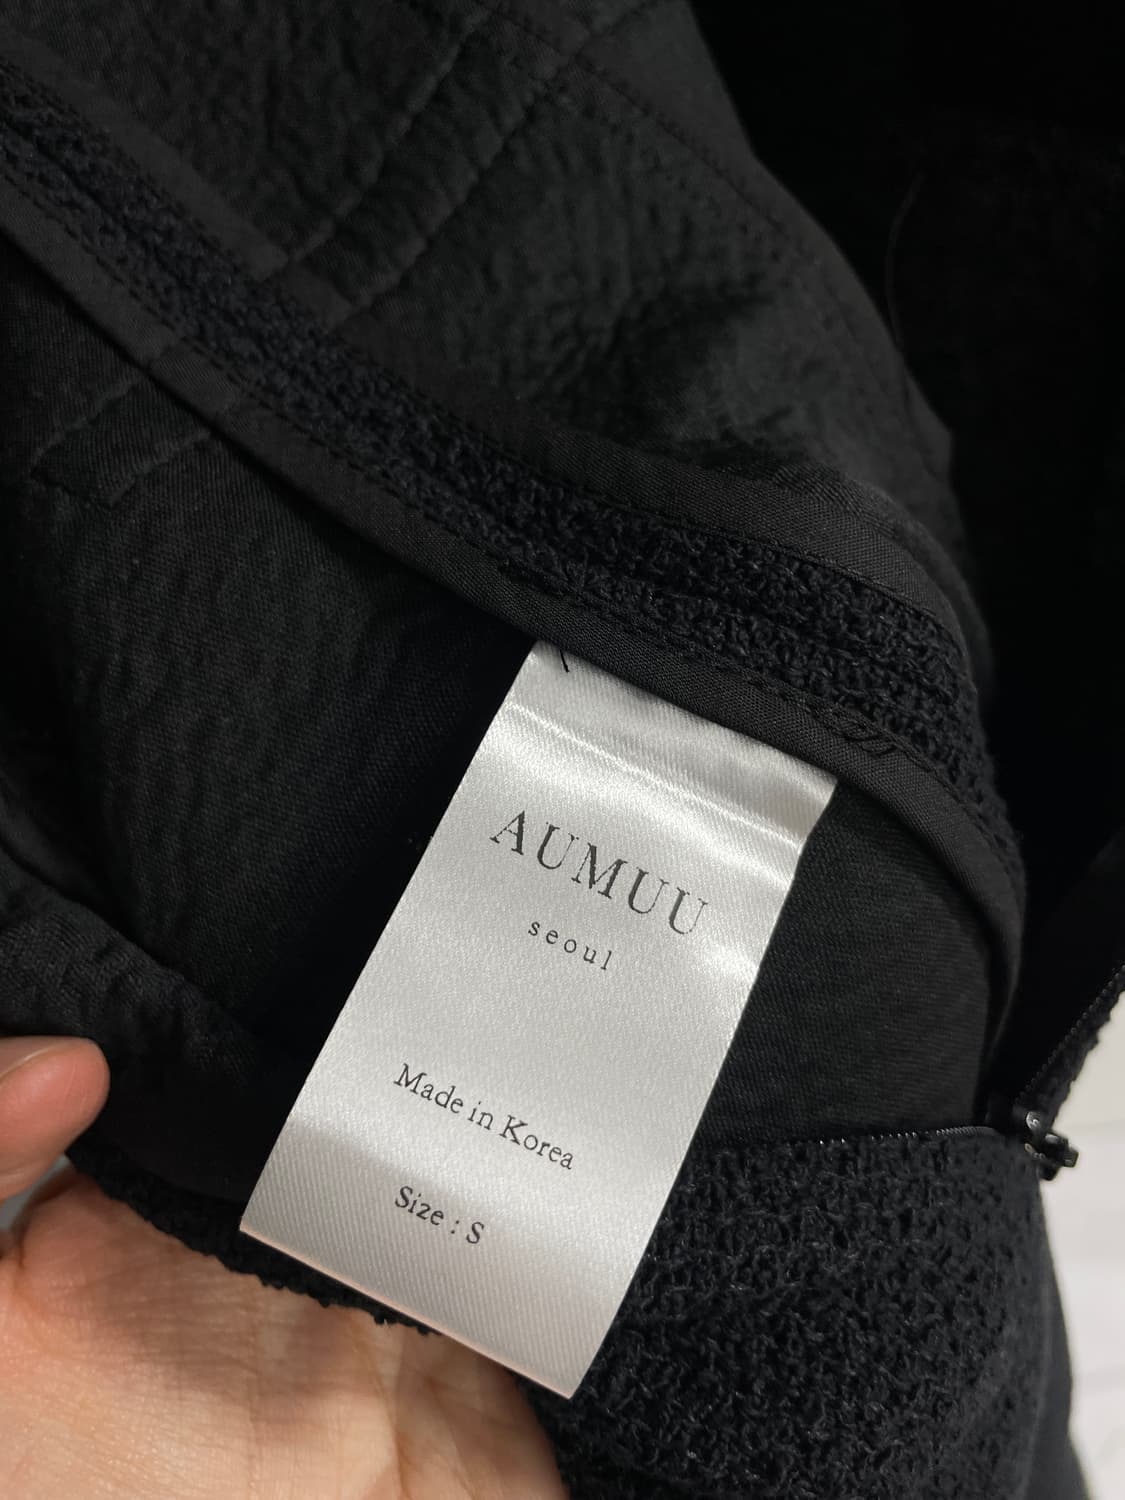 AUMUU
seoul
Made in Korea
Size : S